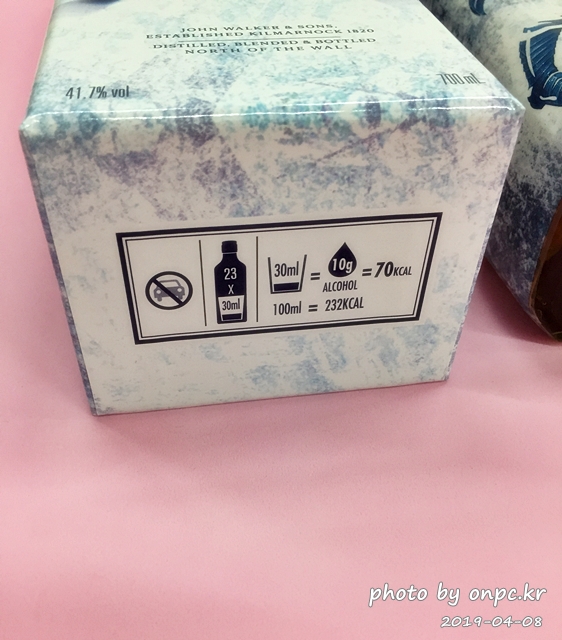 JOHN WALKER & SONS,
ESTABLISHED KILMARNOCK 1820
DISTILLED, BLENDED & BOTTLED
NORTH OF THE WALL
41.7% vol
700 mL
23
X
30ml
30ml = 10g = 70KCAL
ALCOHOL
100ml = 232KCAL
photo by onpc.kr
2019-04-08